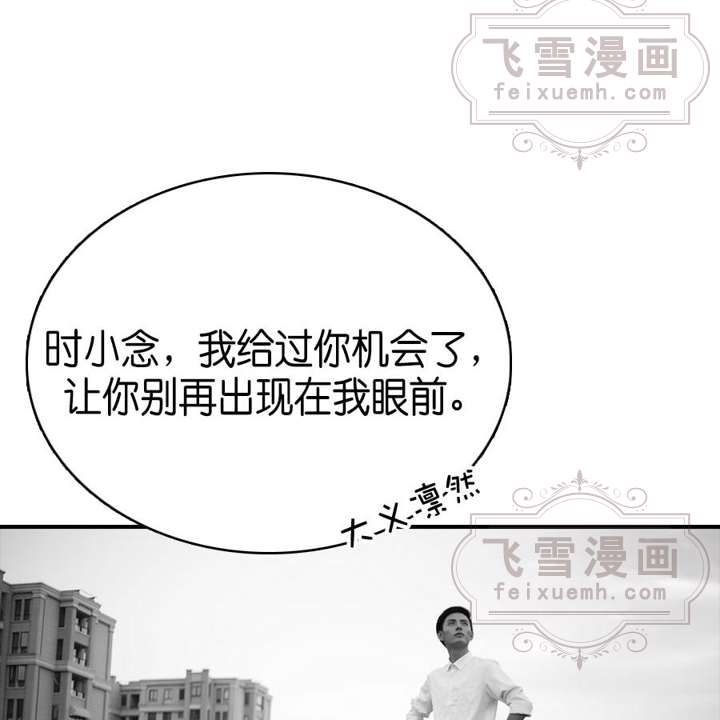 飞雪漫画
feixuemh.com
时小念，我给过你机会了，
让你别再出现在我眼前。
大义凛然
飞雪漫画
feixuemh.com